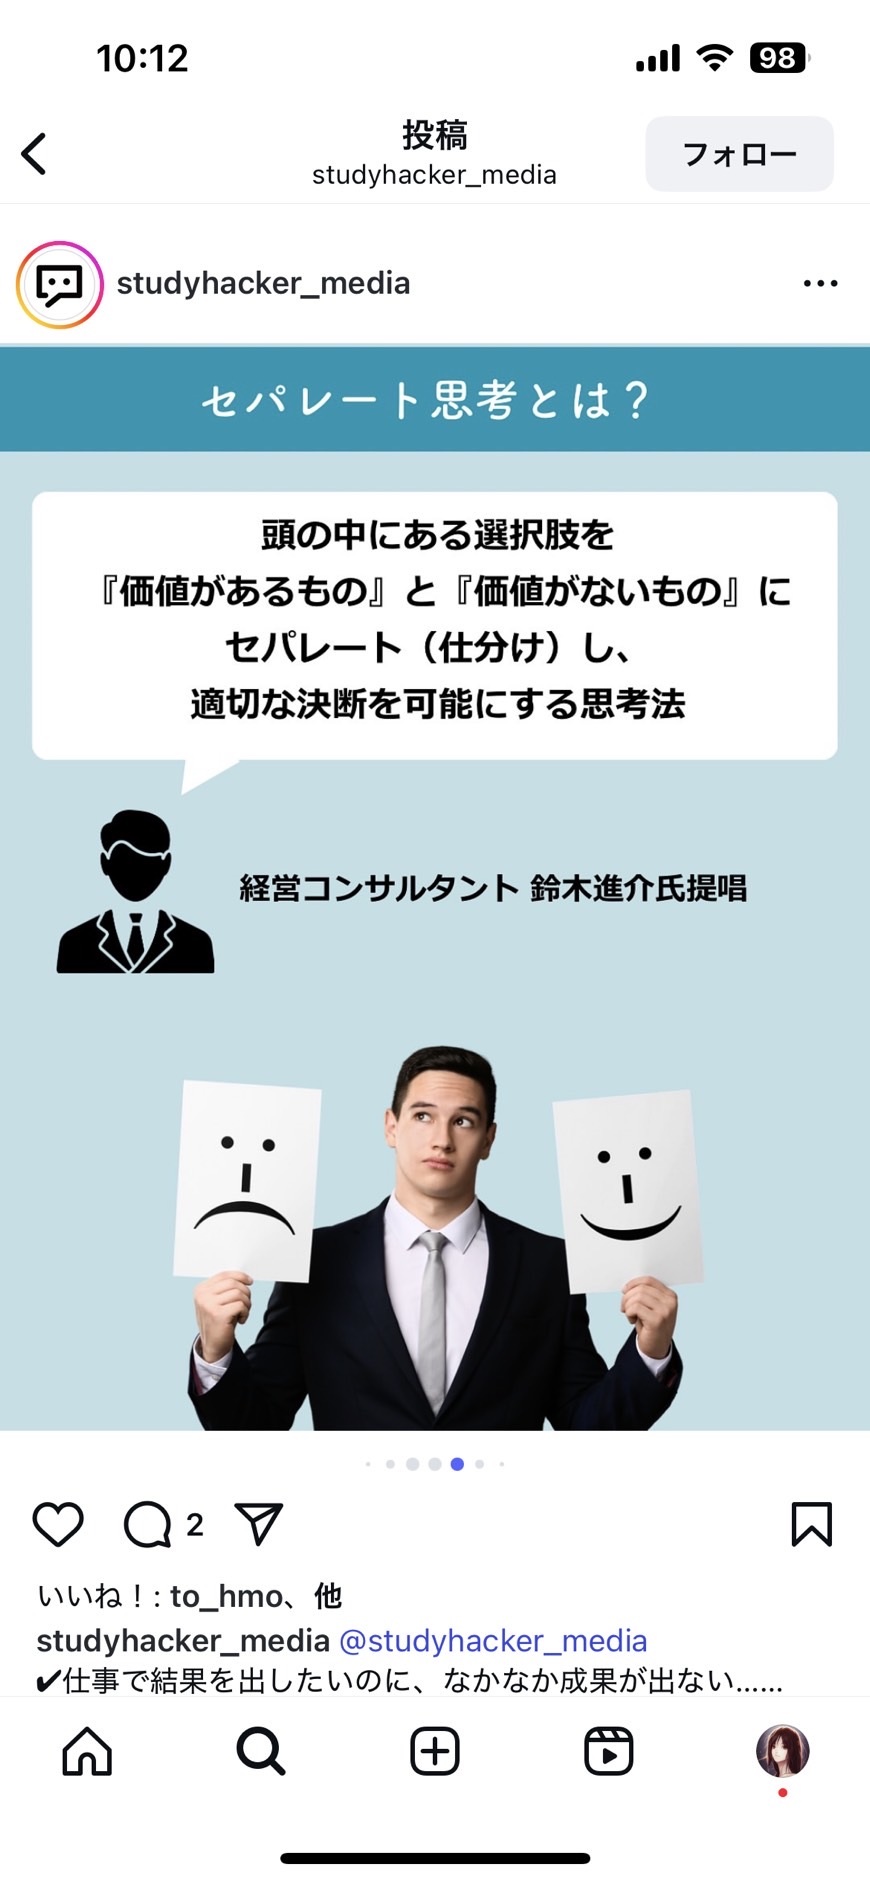 10:12
98
投稿
studyhacker_media
フォロー
studyhacker_media
セパレート思考とは？
頭の中にある選択肢を
『価値があるもの』と『価値がないもの』に
セパレート（仕分け）し、
適切な決断を可能にする思考法
経営コンサルタント 鈴木進介氏提唱
2
いいね！: to_hmo、他
studyhacker_media @studyhacker_media
✔仕事で結果を出したいのに、なかなか成果が出ない……